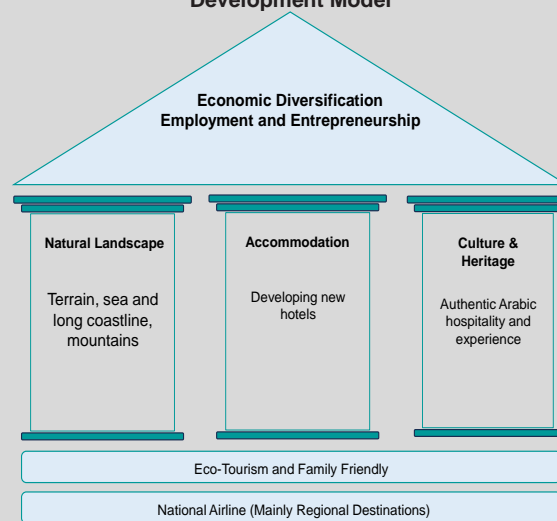 Development Model
Economic Diversification
Employment and Entrepreneurship
Natural Landscape
Terrain, sea and
long coastline,
mountains
Accommodation
Developing new
hotels
Culture &
Heritage
Authentic Arabic
hospitality and
experience
Eco-Tourism and Family Friendly
National Airline (Mainly Regional Destinations)